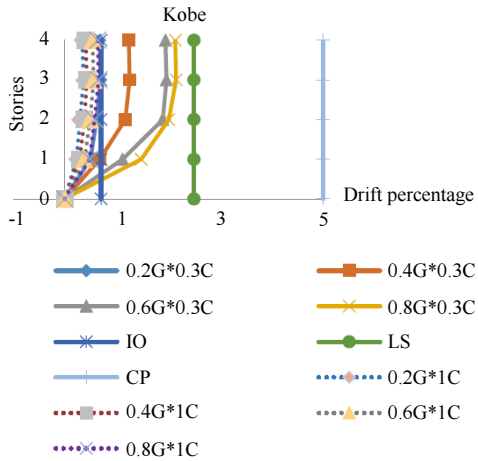 Kobe
4
3
2
1
0
Stories
-1 1 3 5
Drift percentage
0.2G*0.3C 0.4G*0.3C
0.6G*0.3C 0.8G*0.3C
IO LS
CP 0.2G*1C
0.4G*1C 0.6G*1C
0.8G*1C